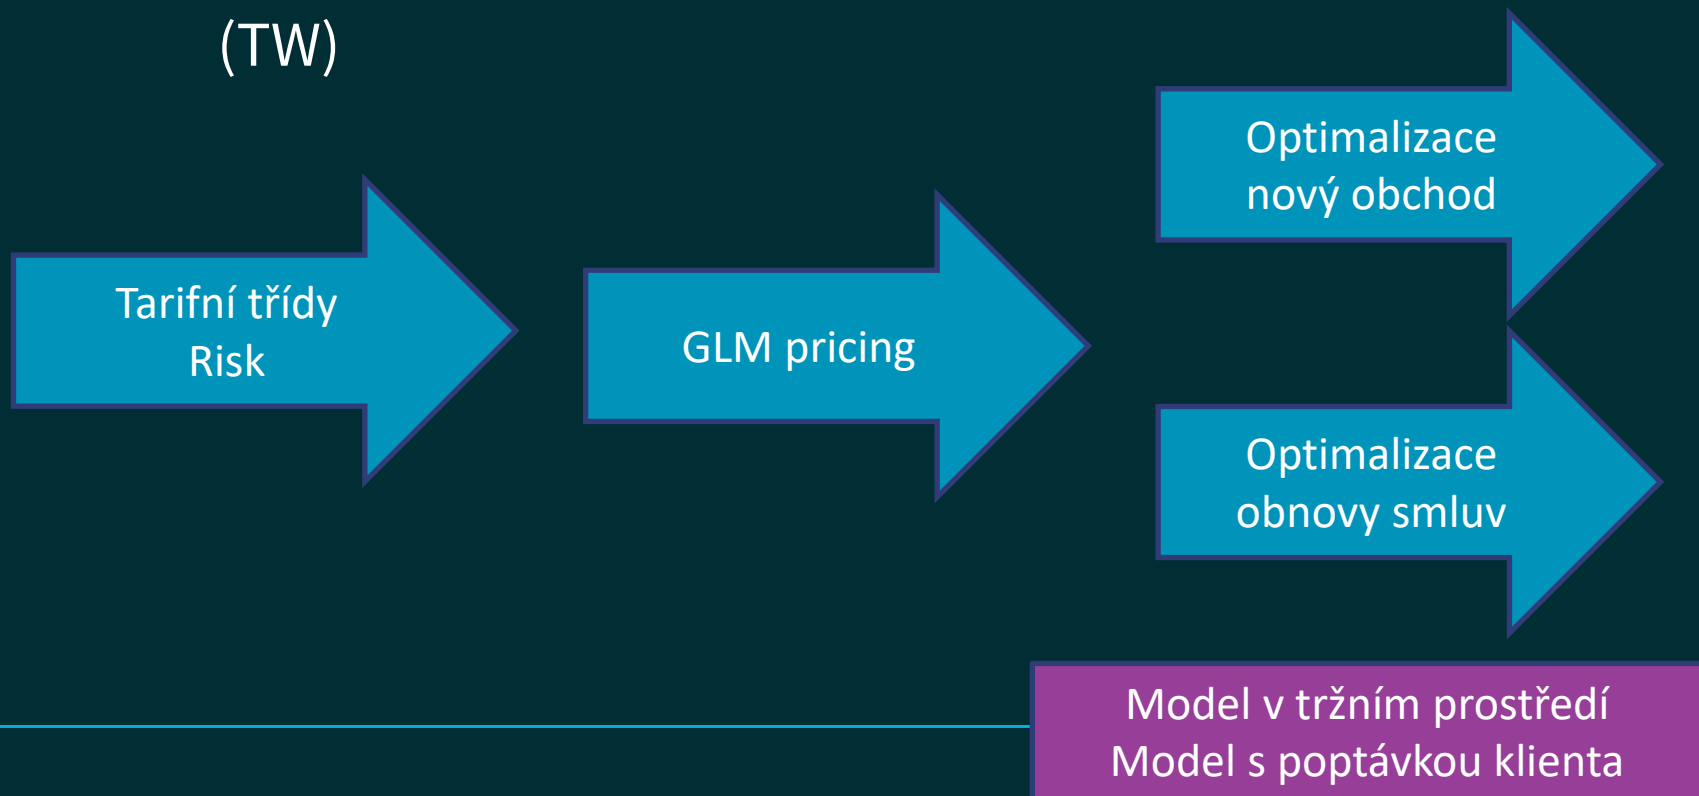 (TW)
Tarifní třídy
Risk
GLM pricing
Optimalizace
nový obchod
Optimalizace
obnovy smluv
Model v tržním prostředí
Model s poptávkou klienta